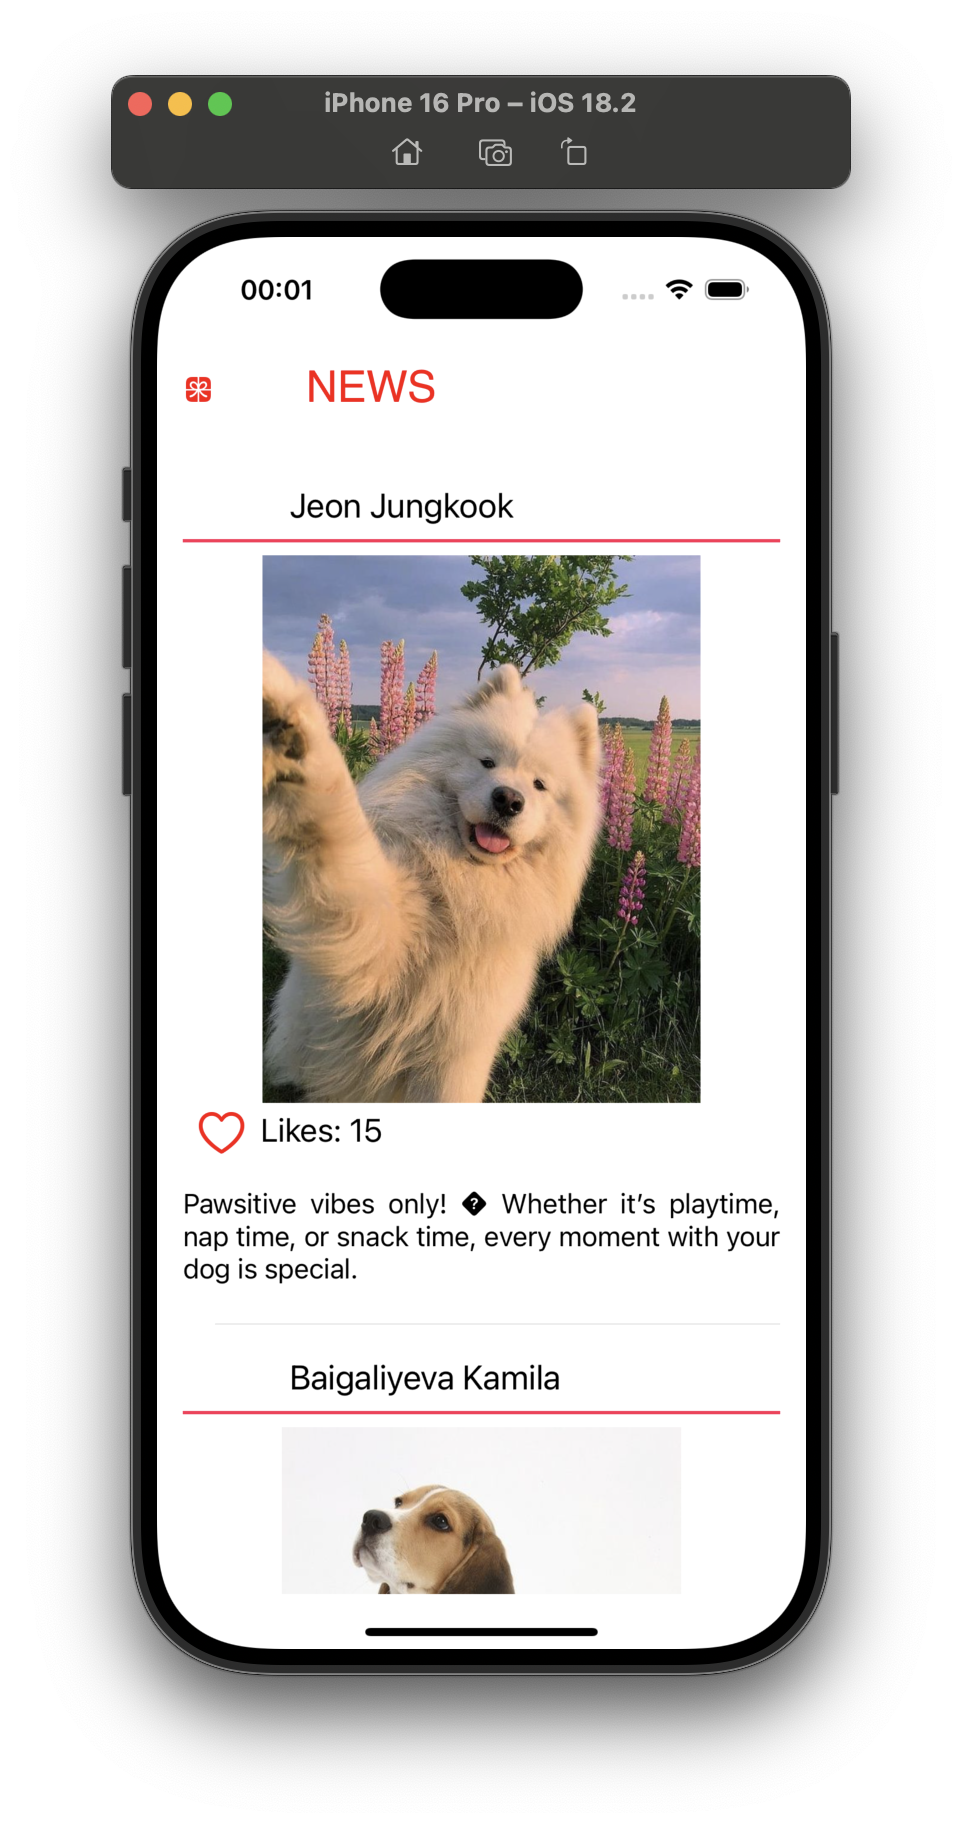 iPhone 16 Pro – iOS 18.2
00:01
NEWS
Jeon Jungkook
Likes: 15
Pawsitive vibes only! � Whether it’s playtime,
nap time, or snack time, every moment with your
dog is special.
Baigaliyeva Kamila